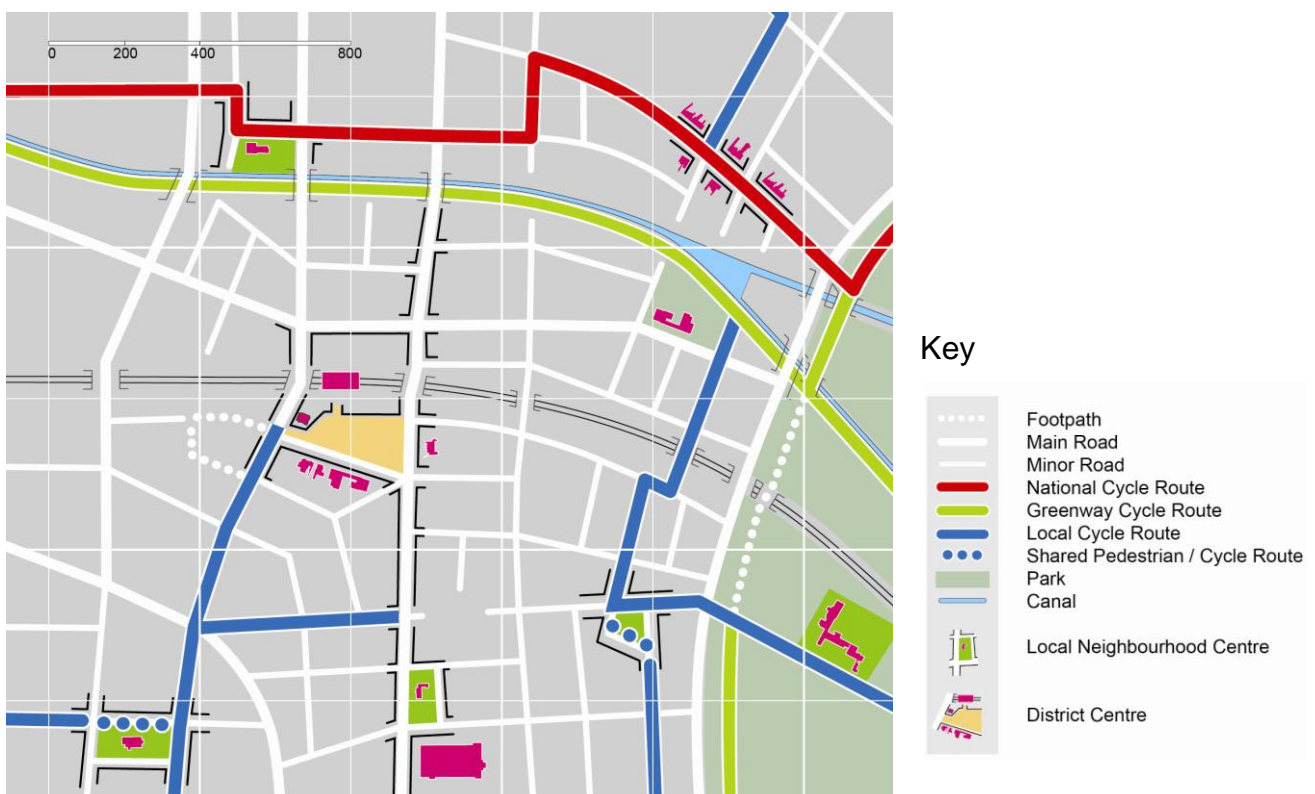 0 200 400 800
Key
Footpath
Main Road
Minor Road
National Cycle Route
Greenway Cycle Route
Local Cycle Route
Shared Pedestrian / Cycle Route
Park
Canal
Local Neighbourhood Centre
District Centre